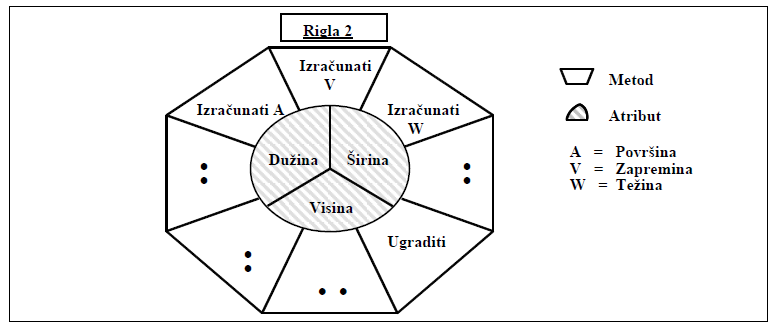 Rigla 2
Izračunati
V
Izračunati A
Izračunati
W
Dužina
Širina
Visina
Ugraditi
Metod
Atribut
A = Površina
V = Zapremina
W = Težina